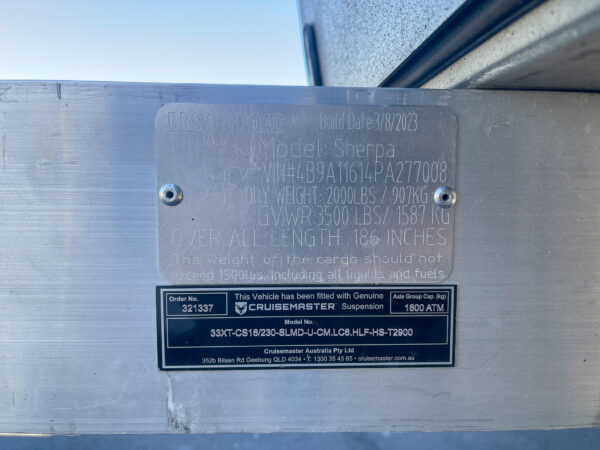 Build Date 3/8/2023
Model: Sherpa
VIN#4B9A11614PA277008
DRY WEIGHT: 2000LBS / 907KG
GVWR:3500 LBS/ 1587 KG
OVER ALL LENGTH: 186 INCHES
The weight of the cargo should not
1500lbs. Including all liquids and fuels
Order No.
321337
This Vehicle has been fitted with Genuine
CRUISEMASTER Suspension
Axle Group Cap. (kg)
1600 ATM
Model No.
33XT-CS16/230-SLMD-U-CM.LC6.HLF-HS-T2900
Cruisemaster Australia Pty Ltd
352b Bilsen Rd Geebung QLD 4034 • T: 1300 35 45 65 • cruisemaster.com.au